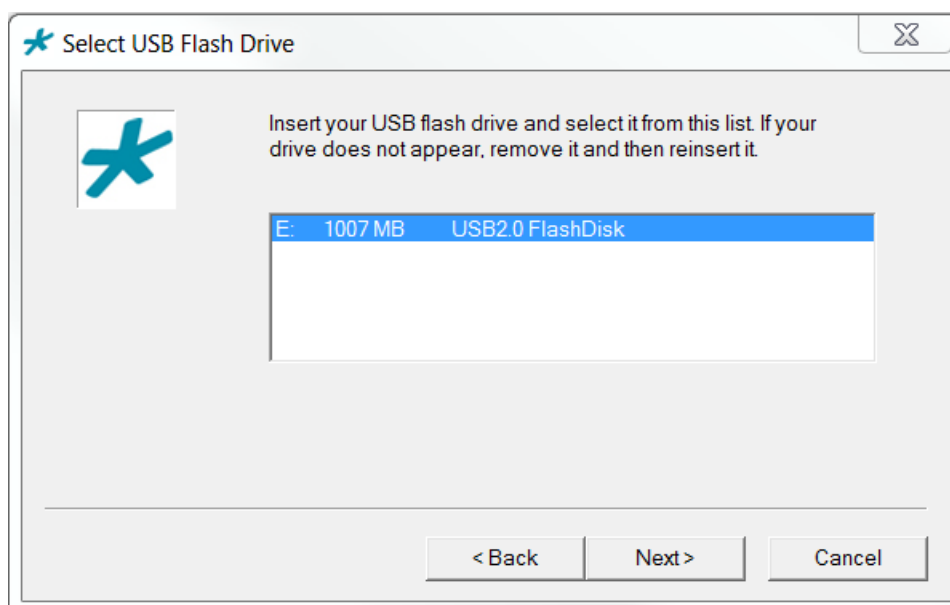 Select USB Flash Drive
Insert your USB flash drive and select it from this list. If your
drive does not appear, remove it and then reinsert it.
E: 1007 MB USB2.0 FlashDisk
< Back Next > Cancel